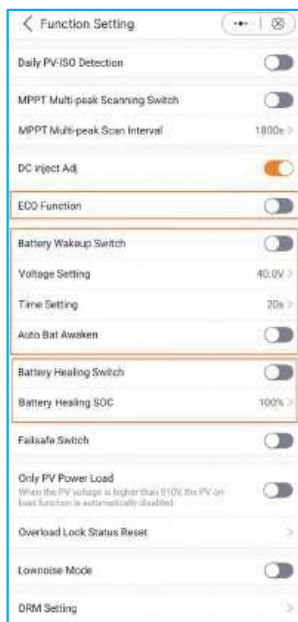 Function Setting
Daily PV-ISO Detection
MPPT Multi-peak Scanning Switch
MPPT Multi-peak Scan Interval 1800s
DC inject Adj
ECO Function
Battery Wakeup Switch
Voltage Setting 40.0V
Time Setting 20s
Auto Bat Awaken
Battery Healing Switch
Battery Healing SOC 100%
Failsafe Switch
Only PV Power Load
When the PV voltage is higher than 510V, the PV on
load function is automatically disabled
Overload Lock Status Reset
Lownoise Mode
DRM Setting